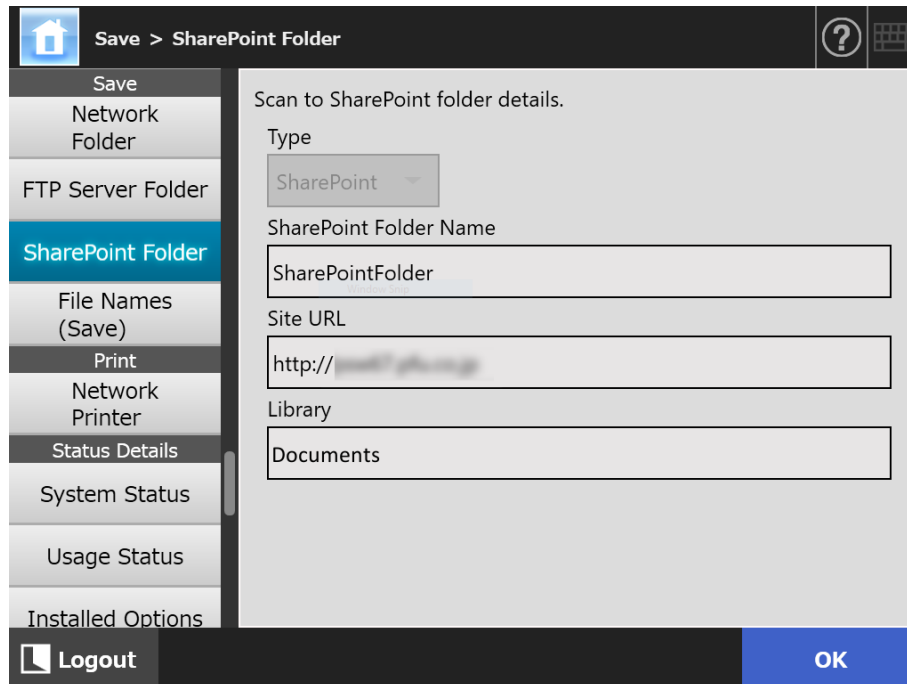 Save > SharePoint Folder
?
Save
Network
Folder
FTP Server Folder
SharePoint Folder
File Names
(Save)
Print
Network
Printer
Status Details
System Status
Usage Status
Installed Options
Scan to SharePoint folder details.
Type
SharePoint
SharePoint Folder Name
SharePointFolder
Window Snip
Site URL
http://
Library
Documents
Logout
OK